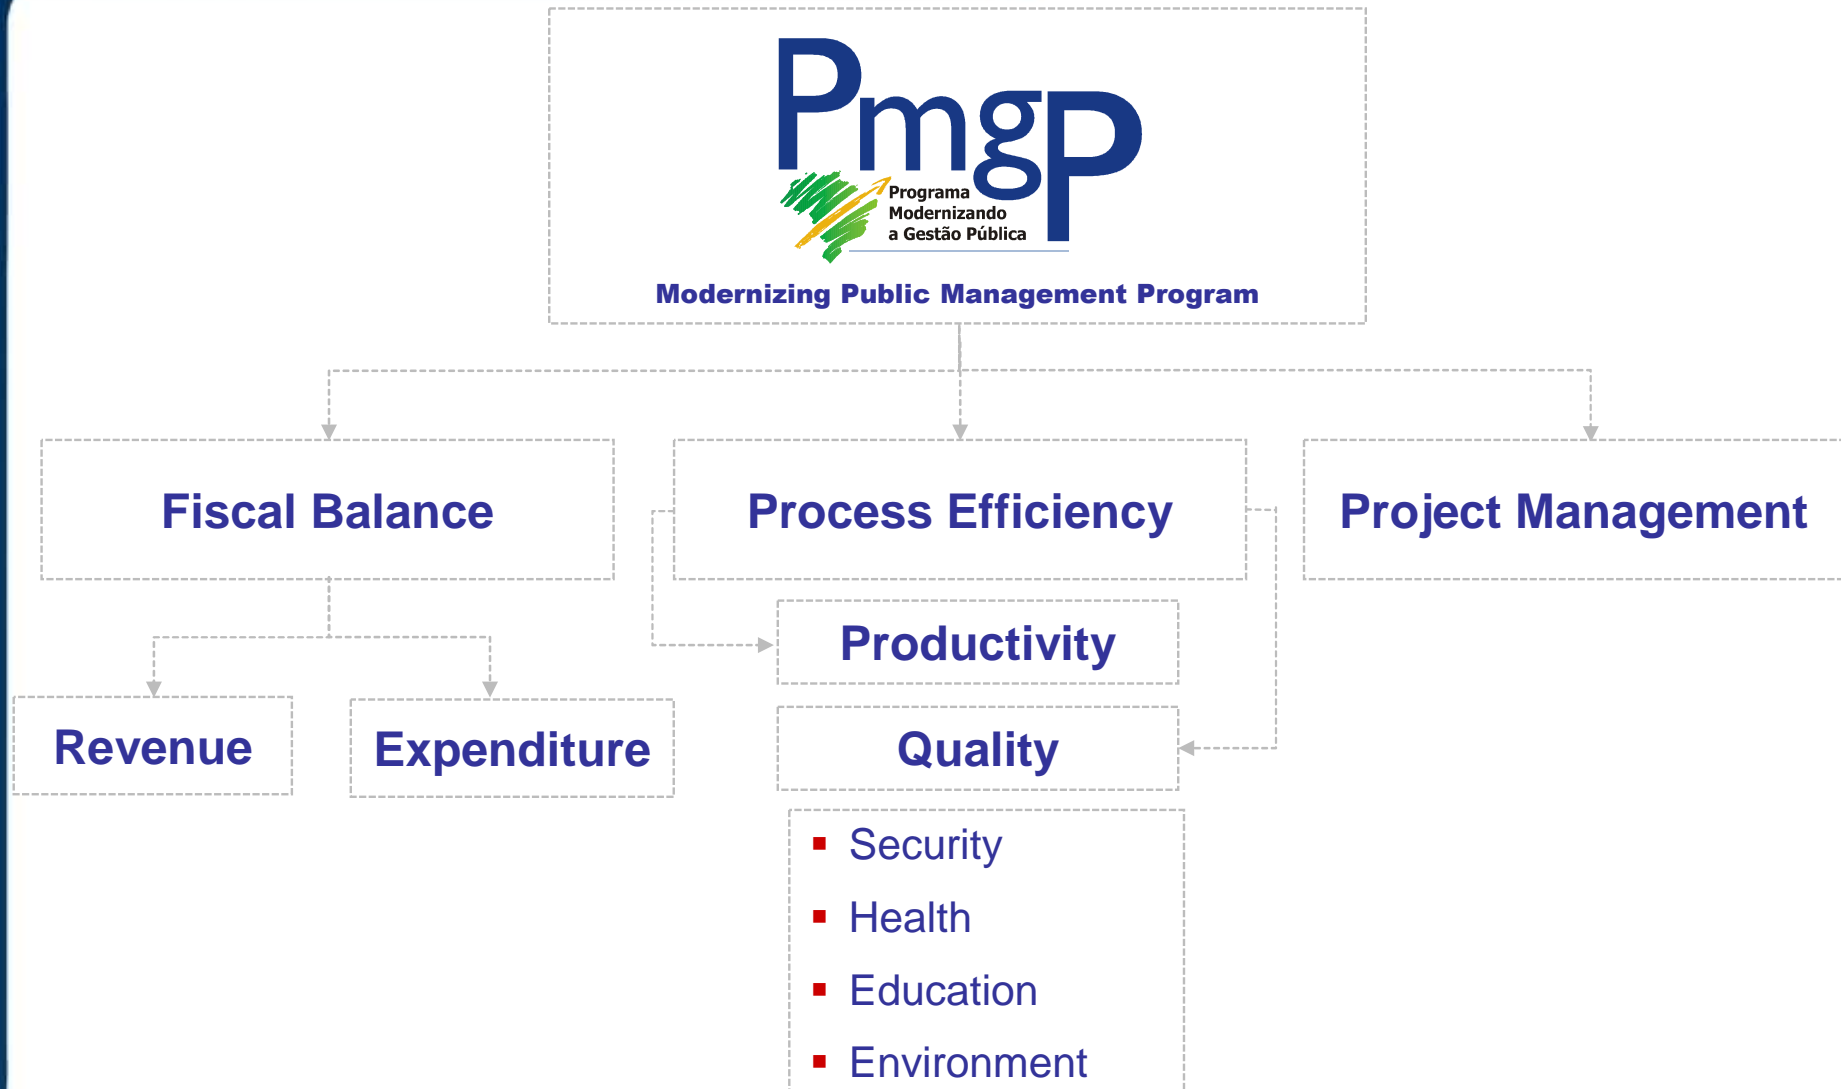 PmgP
Programa
Modernizando
a Gestão Pública
Modernizing Public Management Program
Fiscal Balance
Process Efficiency
Project Management
Productivity
Revenue
Expenditure
Quality
▪ Security
▪ Health
▪ Education
▪ Environment